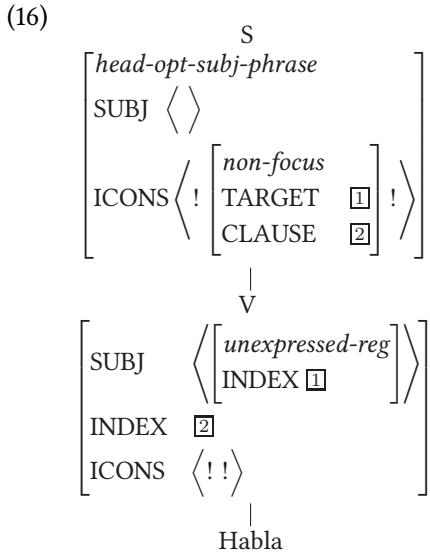 (16)
S
head-opt-subj-phrase
SUBJ ⟨ ⟩
ICONS ⟨ ! [ non-focus
TARGET 1
CLAUSE 2 ] ! ⟩
V
SUBJ ⟨ [ unexpressed-reg
INDEX 1 ] ⟩
INDEX 2
ICONS ⟨ ! ! ⟩
Habla